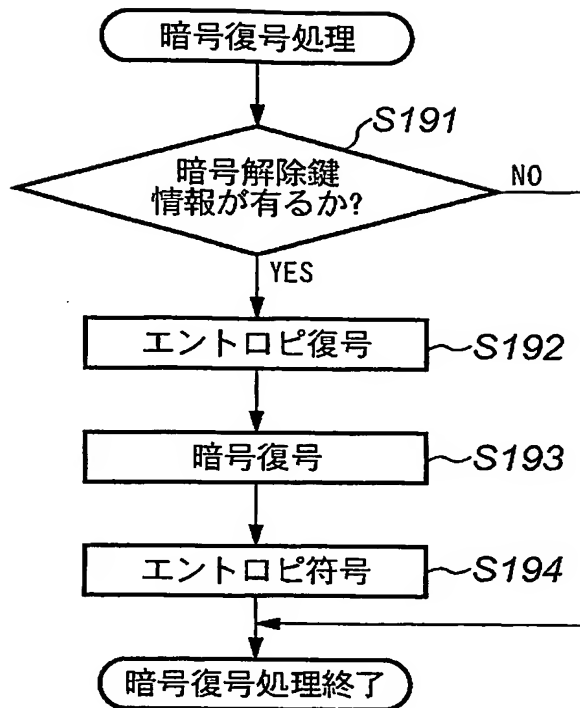 暗号復号処理
S191
暗号解除鍵
情報が有るか?
NO
YES
エントロピ復号
S192
暗号復号
S193
エントロピ符号
S194
暗号復号処理終了